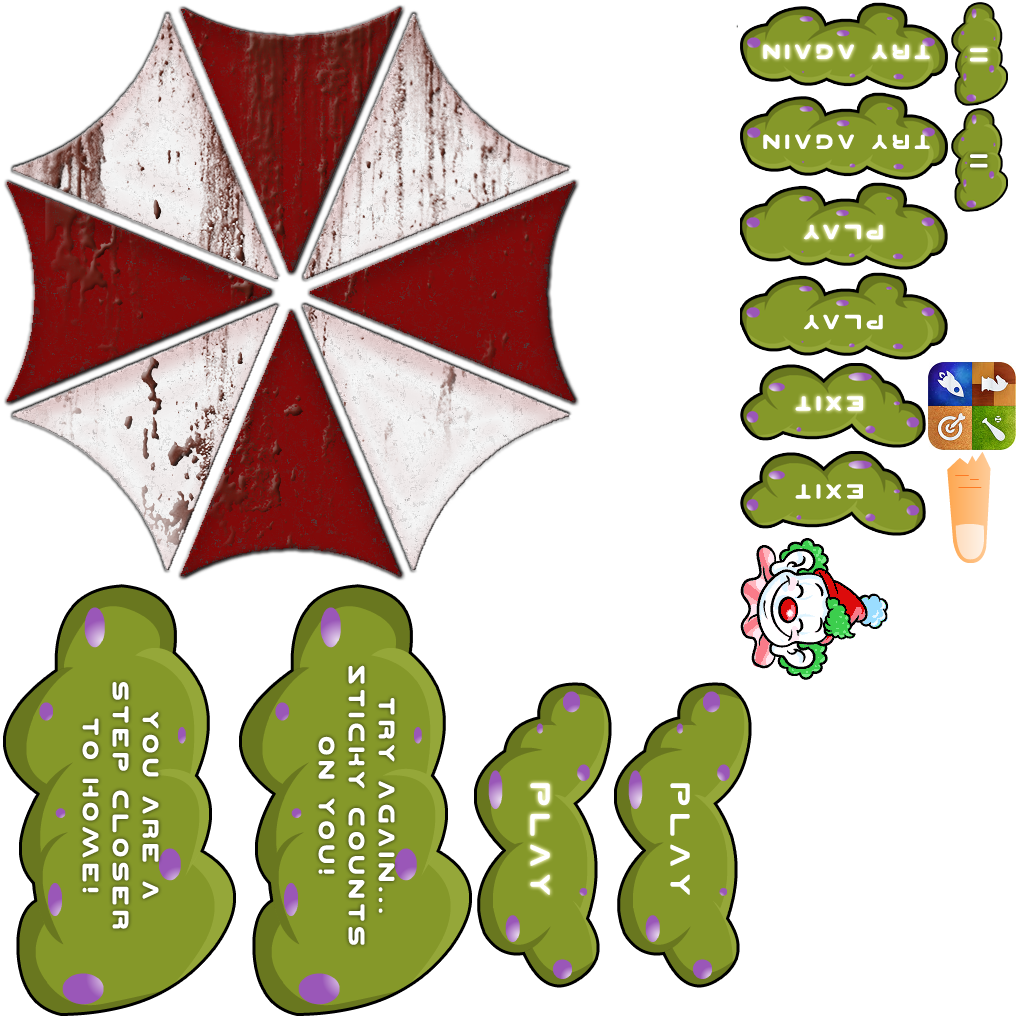 TRY AGAIN
=
TRY AGAIN
=
PLAY
PLAY
EXIT
EXIT
YOU ARE A
STEP CLOSER
TO HOME!
TRY AGAIN...
STICHY COUNTS
ON YOU!
PLAY
PLAY